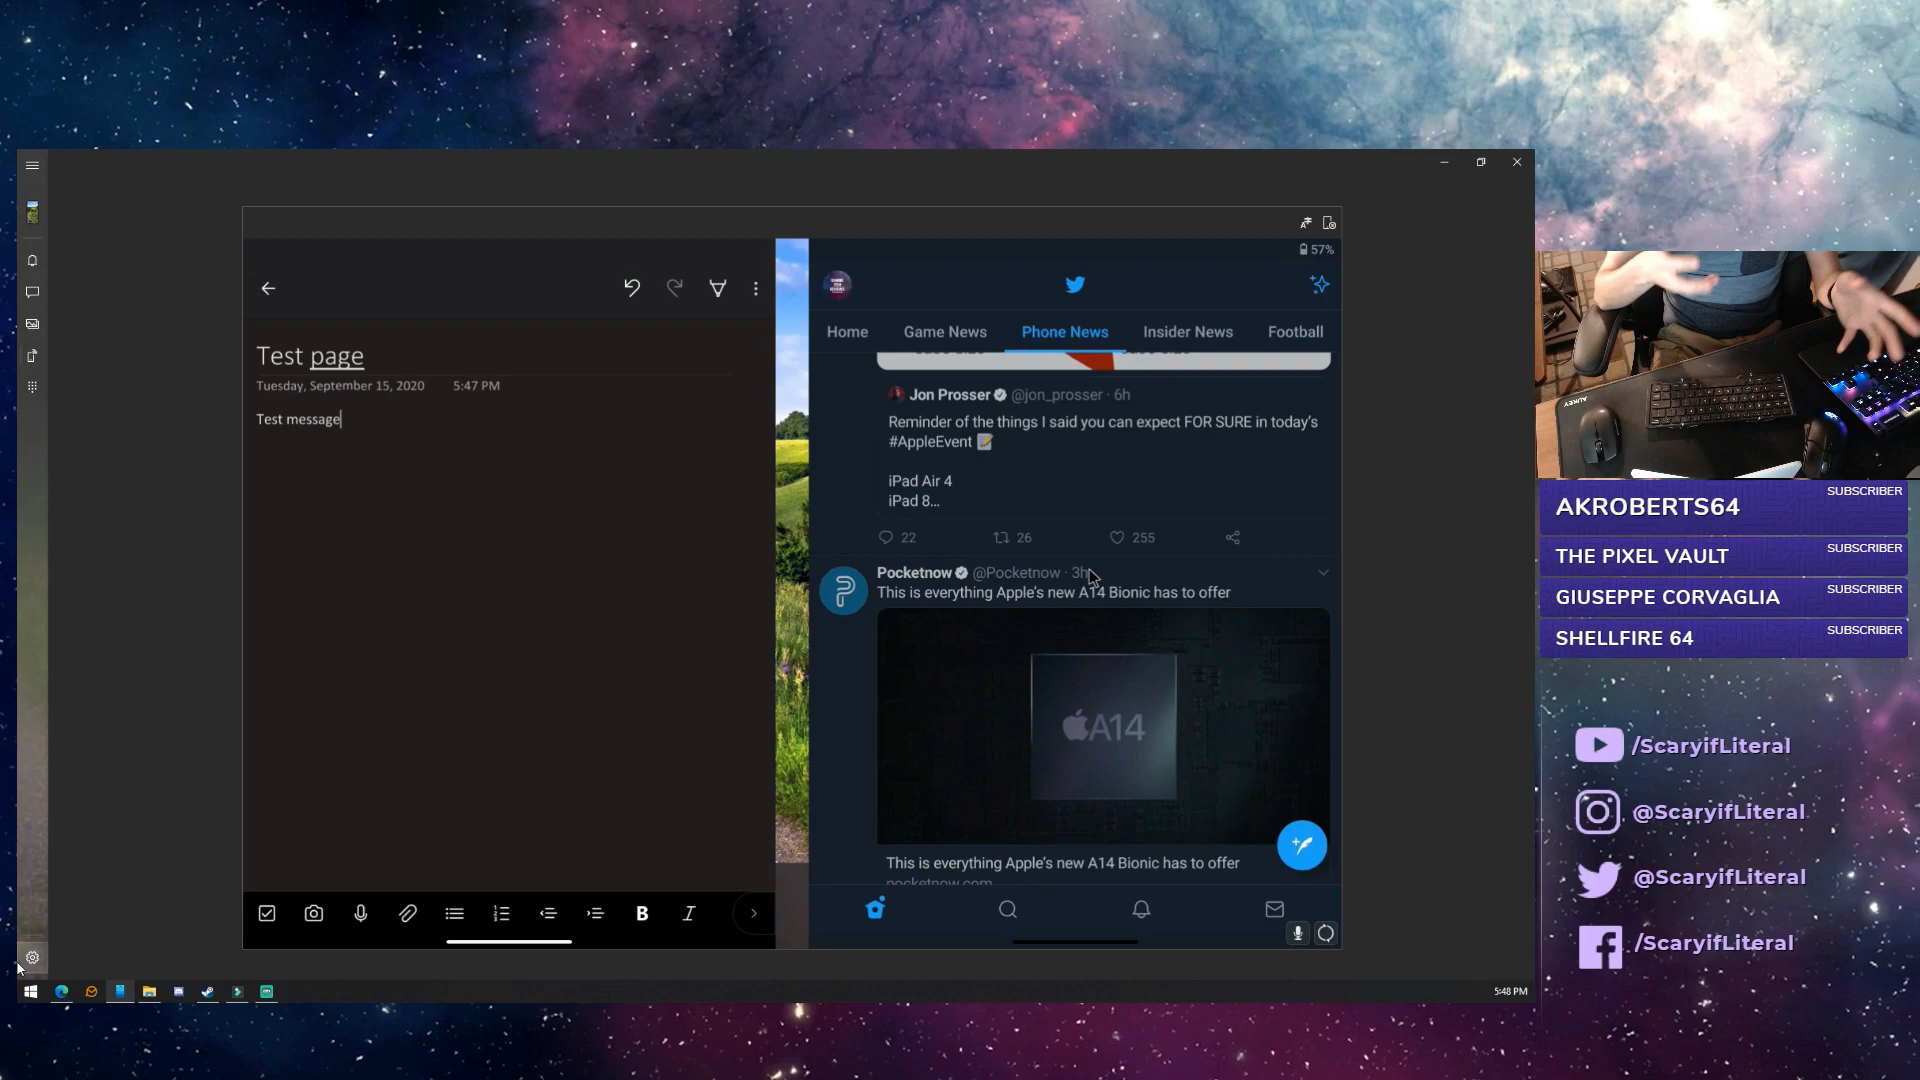 57%
Home Game News Phone News Insider News Football
Test page
Tuesday, September 15, 2020 5:47 PM
Test message
Jon Prosser @jon_prosser · 6h
Reminder of the things I said you can expect FOR SURE in today's
#AppleEvent
iPad Air 4
iPad 8...
22 26 255
Pocketnow @Pocketnow · 3h
This is everything Apple's new A14 Bionic has to offer
A14
This is everything Apple's new A14 Bionic has to offer
pocketnow.com
B I
5:48 PM
AUKEY
AKROBERTS64 SUBSCRIBER
THE PIXEL VAULT SUBSCRIBER
GIUSEPPE CORVAGLIA SUBSCRIBER
SHELLFIRE 64 SUBSCRIBER
/ScaryifLiteral
@ScaryifLiteral
@ScaryifLiteral
/ScaryifLiteral